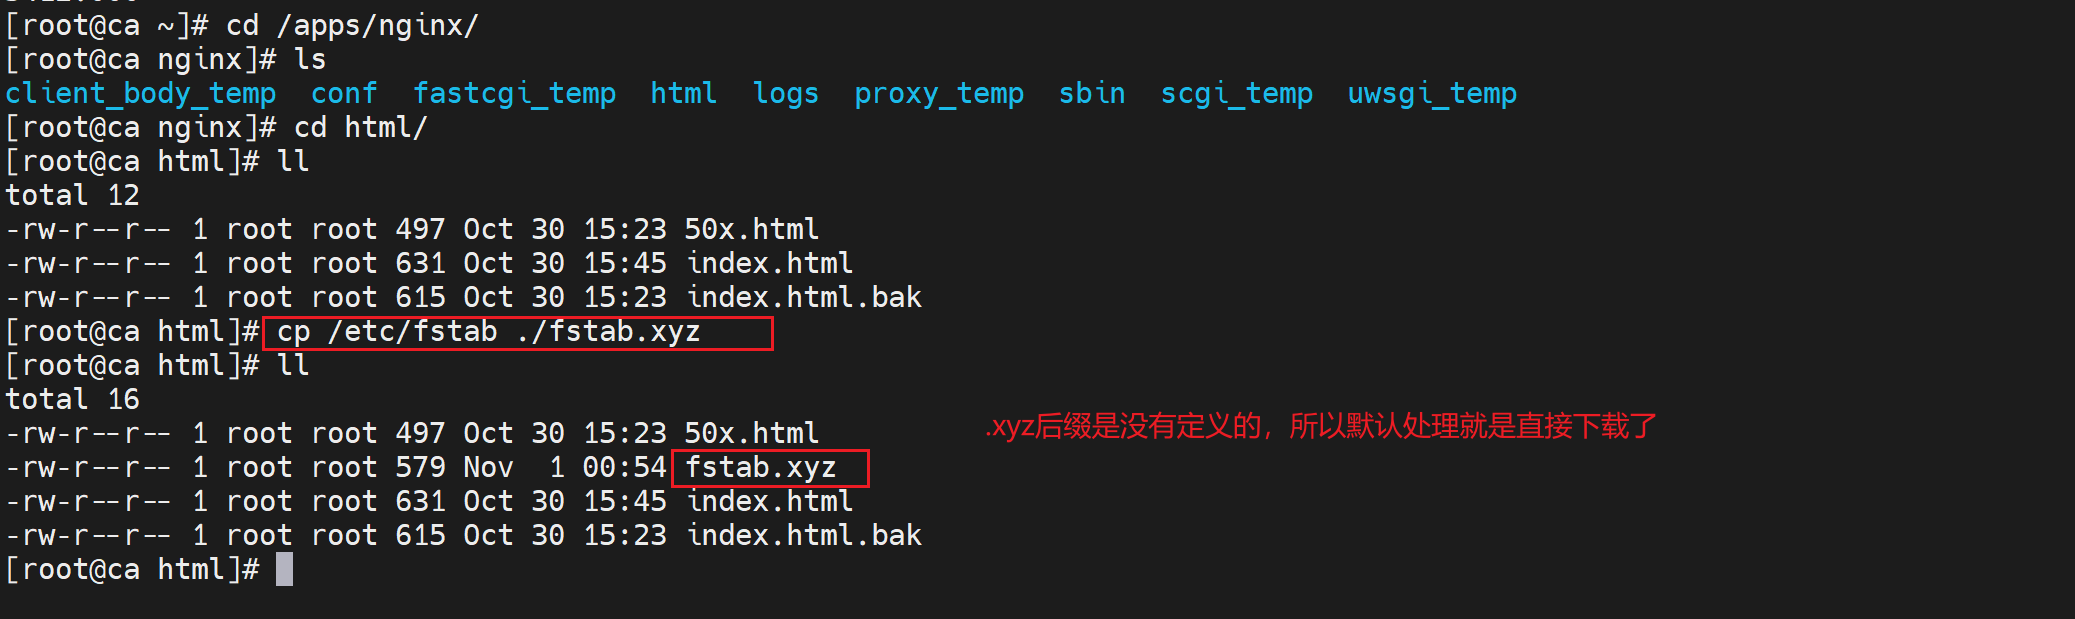 [root@ca ~]# cd /apps/nginx/
[root@ca nginx]# ls
client_body_temp  conf  fastcgi_temp  html  logs  proxy_temp  sbin  scgi_temp  uwsgi_temp
[root@ca nginx]# cd html/
[root@ca html]# ll
total 12
-rw-r--r-- 1 root root 497 Oct 30 15:23 50x.html
-rw-r--r-- 1 root root 631 Oct 30 15:45 index.html
-rw-r--r-- 1 root root 615 Oct 30 15:23 index.html.bak
[root@ca html]# cp /etc/fstab ./fstab.xyz
[root@ca html]# ll
total 16
-rw-r--r-- 1 root root 497 Oct 30 15:23 50x.html
.xyz后缀是没有定义的，所以默认处理就是直接下载了
-rw-r--r-- 1 root root 579 Nov  1 00:54 fstab.xyz
-rw-r--r-- 1 root root 631 Oct 30 15:45 index.html
-rw-r--r-- 1 root root 615 Oct 30 15:23 index.html.bak
[root@ca html]#